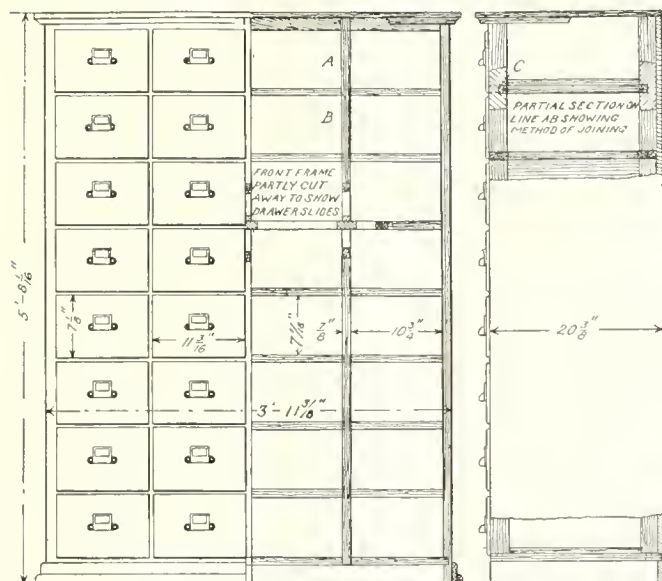 A
B
C
PARTIAL SECTION ON
LINE AB SHOWING
METHOD OF JOINING
FRONT FRAME
PARTLY CUT
AWAY TO SHOW
DRAWER SLIDES
5'-8 1/16"
7 1/8"
11 3/16"
7 1/16"
7/8"
10 3/4"
20 3/8"
3'-11 3/16"